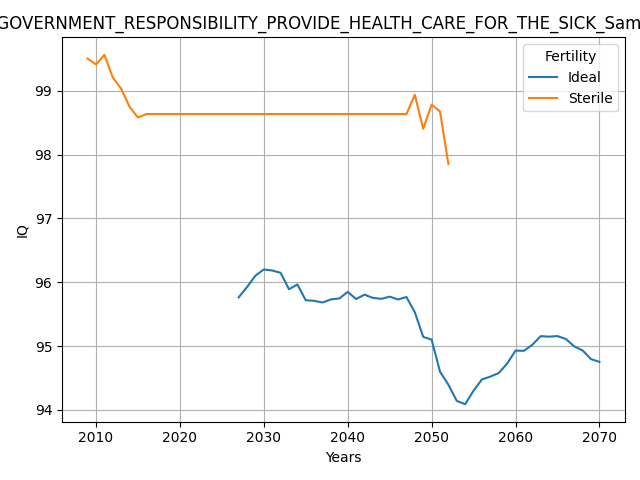 GOVERNMENT_RESPONSIBILITY_PROVIDE_HEALTH_CARE_FOR_THE_SICK_Sam
Fertility
Ideal
Sterile
99
98
97
96
95
94
IQ
2010 2020 2030 2040 2050 2060 2070
Years